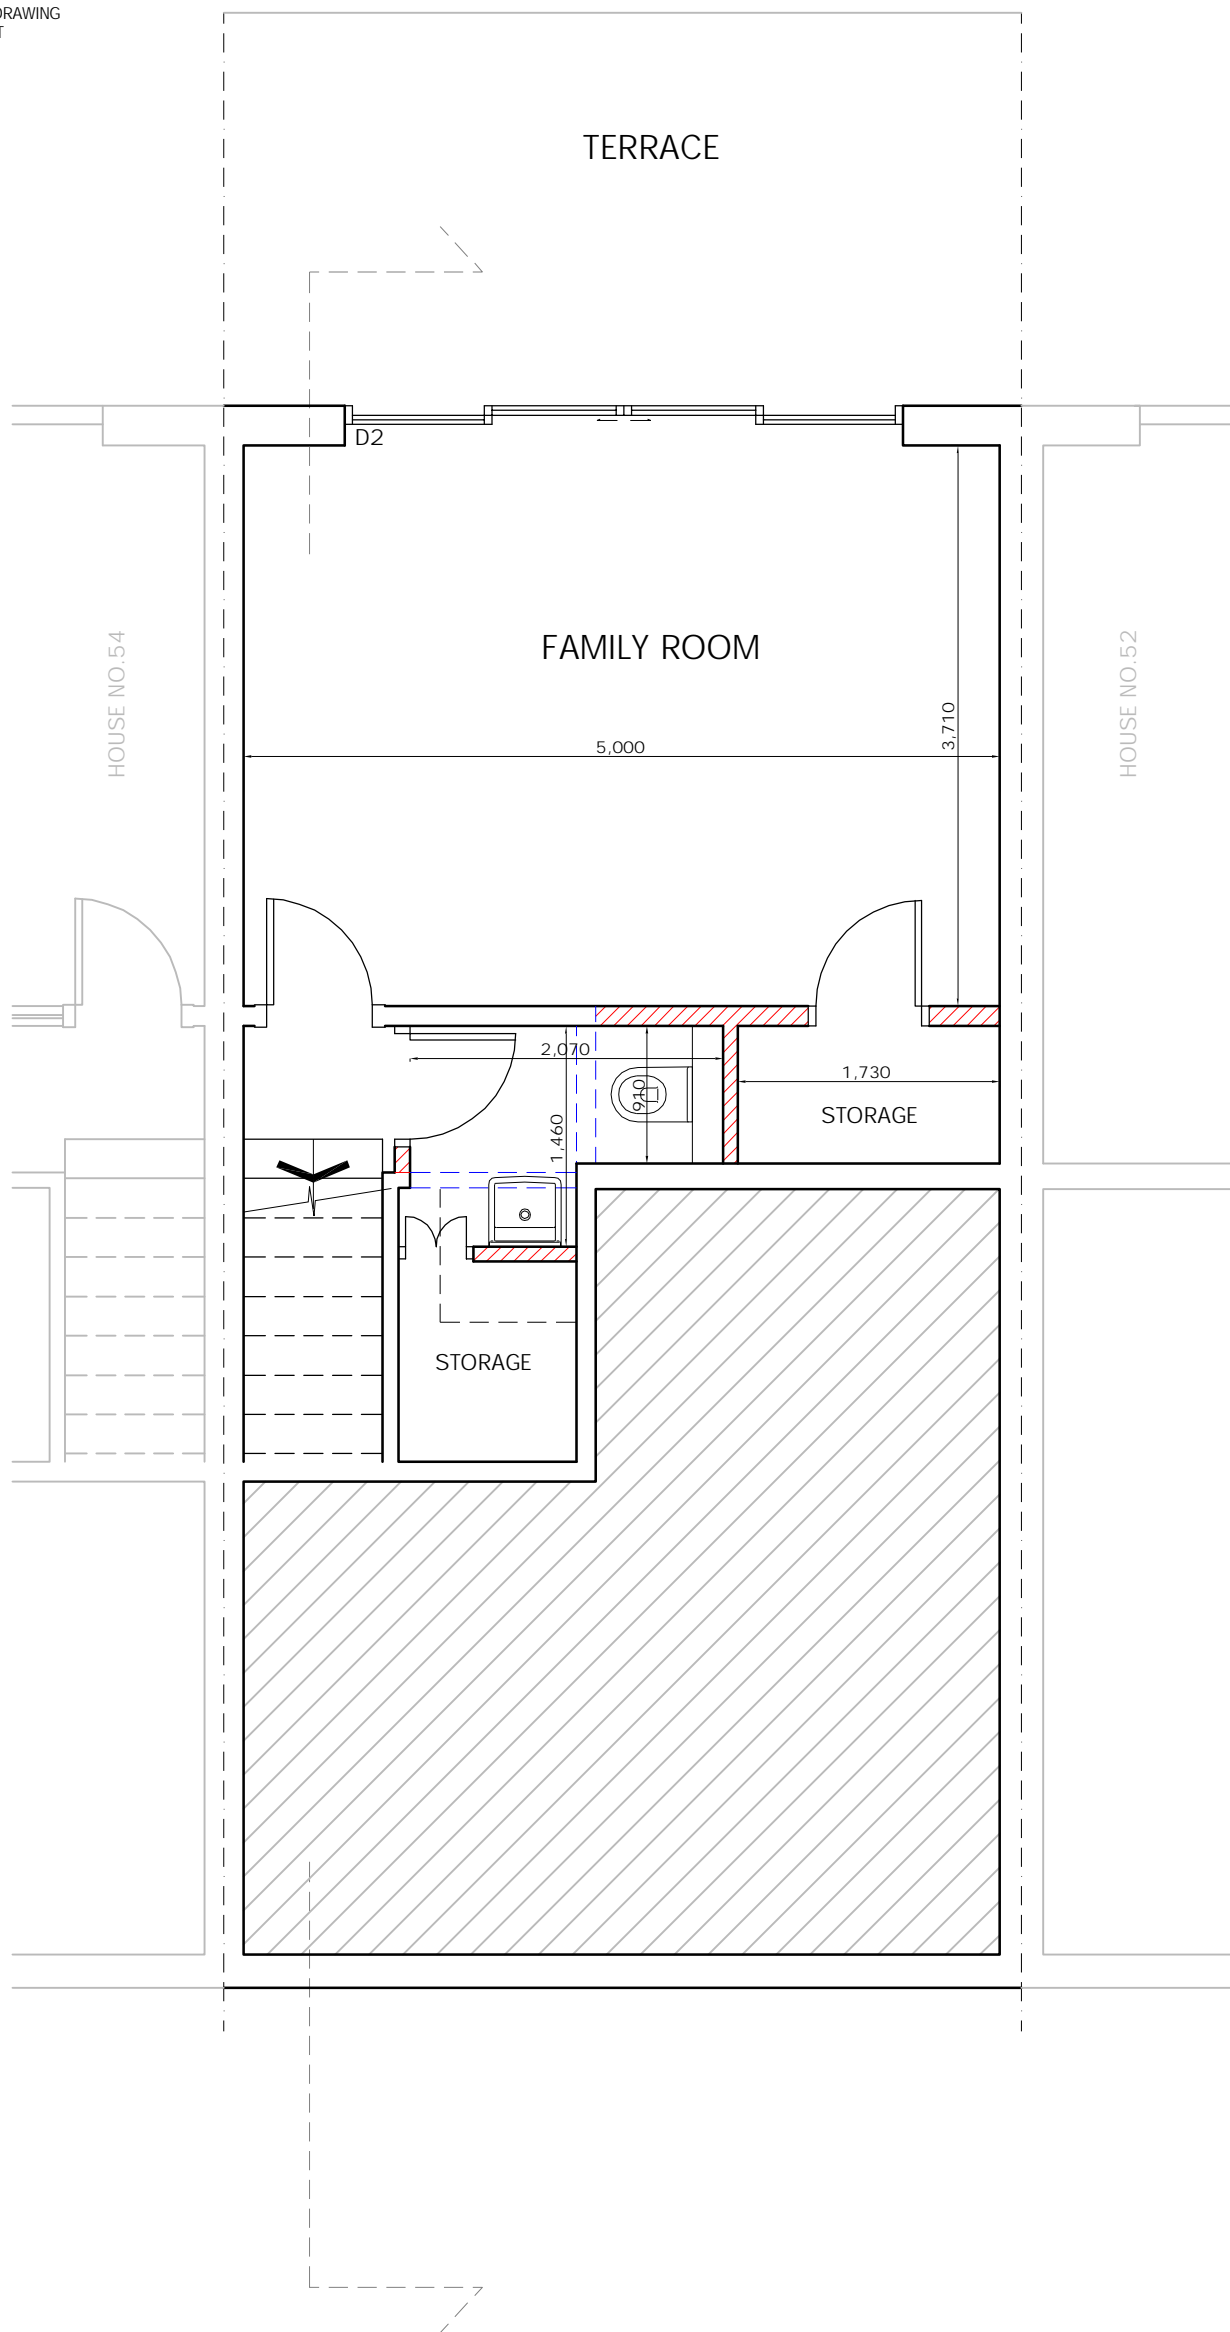 TERRACE
D2
HOUSE NO.54
FAMILY ROOM
HOUSE NO.52
3,710
5,000
2,070
910
1,460
1,730
STORAGE
STORAGE